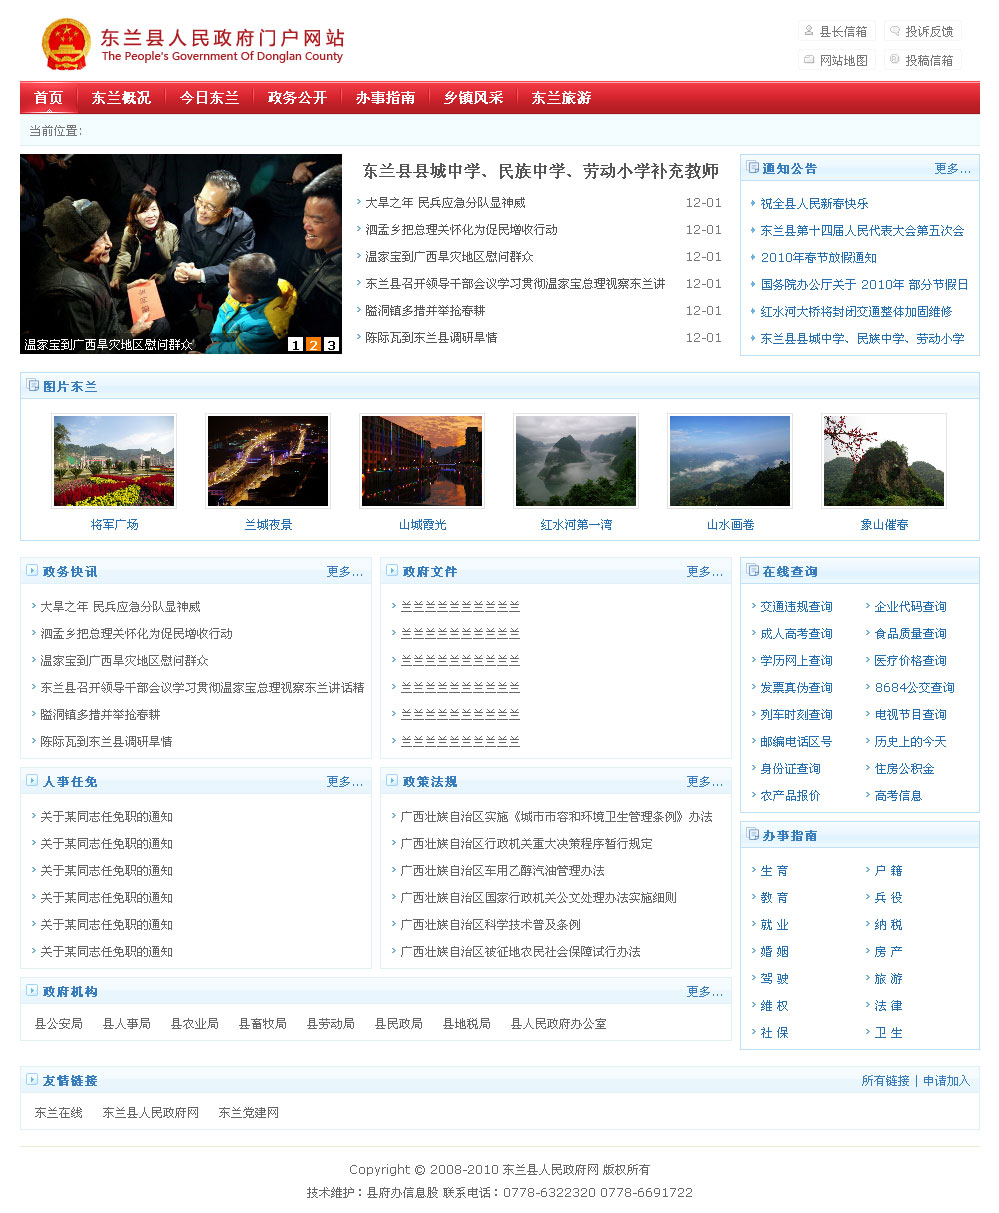 东兰县人民政府门户网站
The People's Government Of Donglan County
县长信箱 投诉反馈
网站地图 投稿信箱
首页 东兰概况 今日东兰 政务公开 办事指南 乡镇风采 东兰旅游
当前位置:
温家宝到广西旱灾地区慰问群众 1 2 3
东兰县县城中学、民族中学、劳动小学补充教师
大旱之年 民兵应急分队显神威 12-01
泗孟乡把总理关怀化为促民增收行动 12-01
温家宝到广西旱灾地区慰问群众 12-01
东兰县召开领导干部会议学习贯彻温家宝总理视察东兰讲 12-01
隘洞镇多措并举抢春耕 12-01
陈际瓦到东兰县调研旱情 12-01
通知公告 更多...
祝全县人民新春快乐
东兰县第十四届人民代表大会第五次会
2010年春节放假通知
国务院办公厅关于 2010年 部分节假日
红水河大桥将封闭交通整体加固维修
东兰县县城中学、民族中学、劳动小学
图片东兰
将军广场 兰城夜景 山城霞光 红水河第一湾 山水画卷 象山催春
政务快讯 更多...
大旱之年 民兵应急分队显神威
泗孟乡把总理关怀化为促民增收行动
温家宝到广西旱灾地区慰问群众
东兰县召开领导干部会议学习贯彻温家宝总理视察东兰讲话精
隘洞镇多措并举抢春耕
陈际瓦到东兰县调研旱情
政府文件 更多...
兰兰兰兰兰兰兰兰兰兰
兰兰兰兰兰兰兰兰兰兰
兰兰兰兰兰兰兰兰兰兰
兰兰兰兰兰兰兰兰兰兰
兰兰兰兰兰兰兰兰兰兰
兰兰兰兰兰兰兰兰兰兰
在线查询
交通违规查询 企业代码查询
成人高考查询 食品质量查询
学历网上查询 医疗价格查询
发票真伪查询 8684公交查询
列车时刻查询 电视节目查询
邮编电话区号 历史上的今天
身份证查询 住房公积金
农产品报价 高考信息
人事任免 更多...
关于某同志任免职的通知
关于某同志任免职的通知
关于某同志任免职的通知
关于某同志任免职的通知
关于某同志任免职的通知
关于某同志任免职的通知
政策法规 更多...
广西壮族自治区实施《城市市容和环境卫生管理条例》办法
广西壮族自治区行政机关重大决策程序暂行规定
广西壮族自治区车用乙醇汽油管理办法
广西壮族自治区国家行政机关公文处理办法实施细则
广西壮族自治区科学技术普及条例
广西壮族自治区被征地农民社会保障试行办法
办事指南
生 育 户 籍
教 育 兵 役
就 业 纳 税
婚 姻 房 产
驾 驶 旅 游
维 权 法 律
社 保 卫 生
政府机构 更多...
县公安局 县人事局 县农业局 县畜牧局 县劳动局 县民政局 县地税局 县人民政府办公室
友情链接 所有链接 | 申请加入
东兰在线 东兰县人民政府网 东兰党建网
Copyright © 2008-2010 东兰县人民政府网 版权所有
技术维护：县府办信息股 联系电话：0778-6322320 0778-6691722